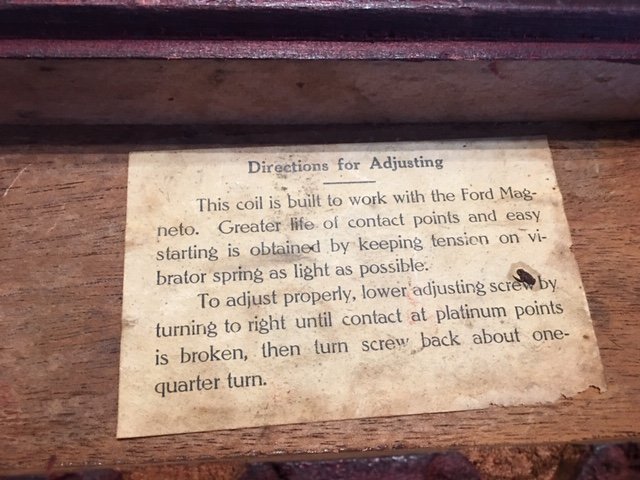 Directions for Adjusting
This coil is built to work with the Ford Mag-
neto. Greater life of contact points and easy
starting is obtained by keeping tension on vi-
brator spring as light as possible.
To adjust properly, lower adjusting screw by
turning to right until contact at platinum points
is broken, then turn screw back about one-
quarter turn.